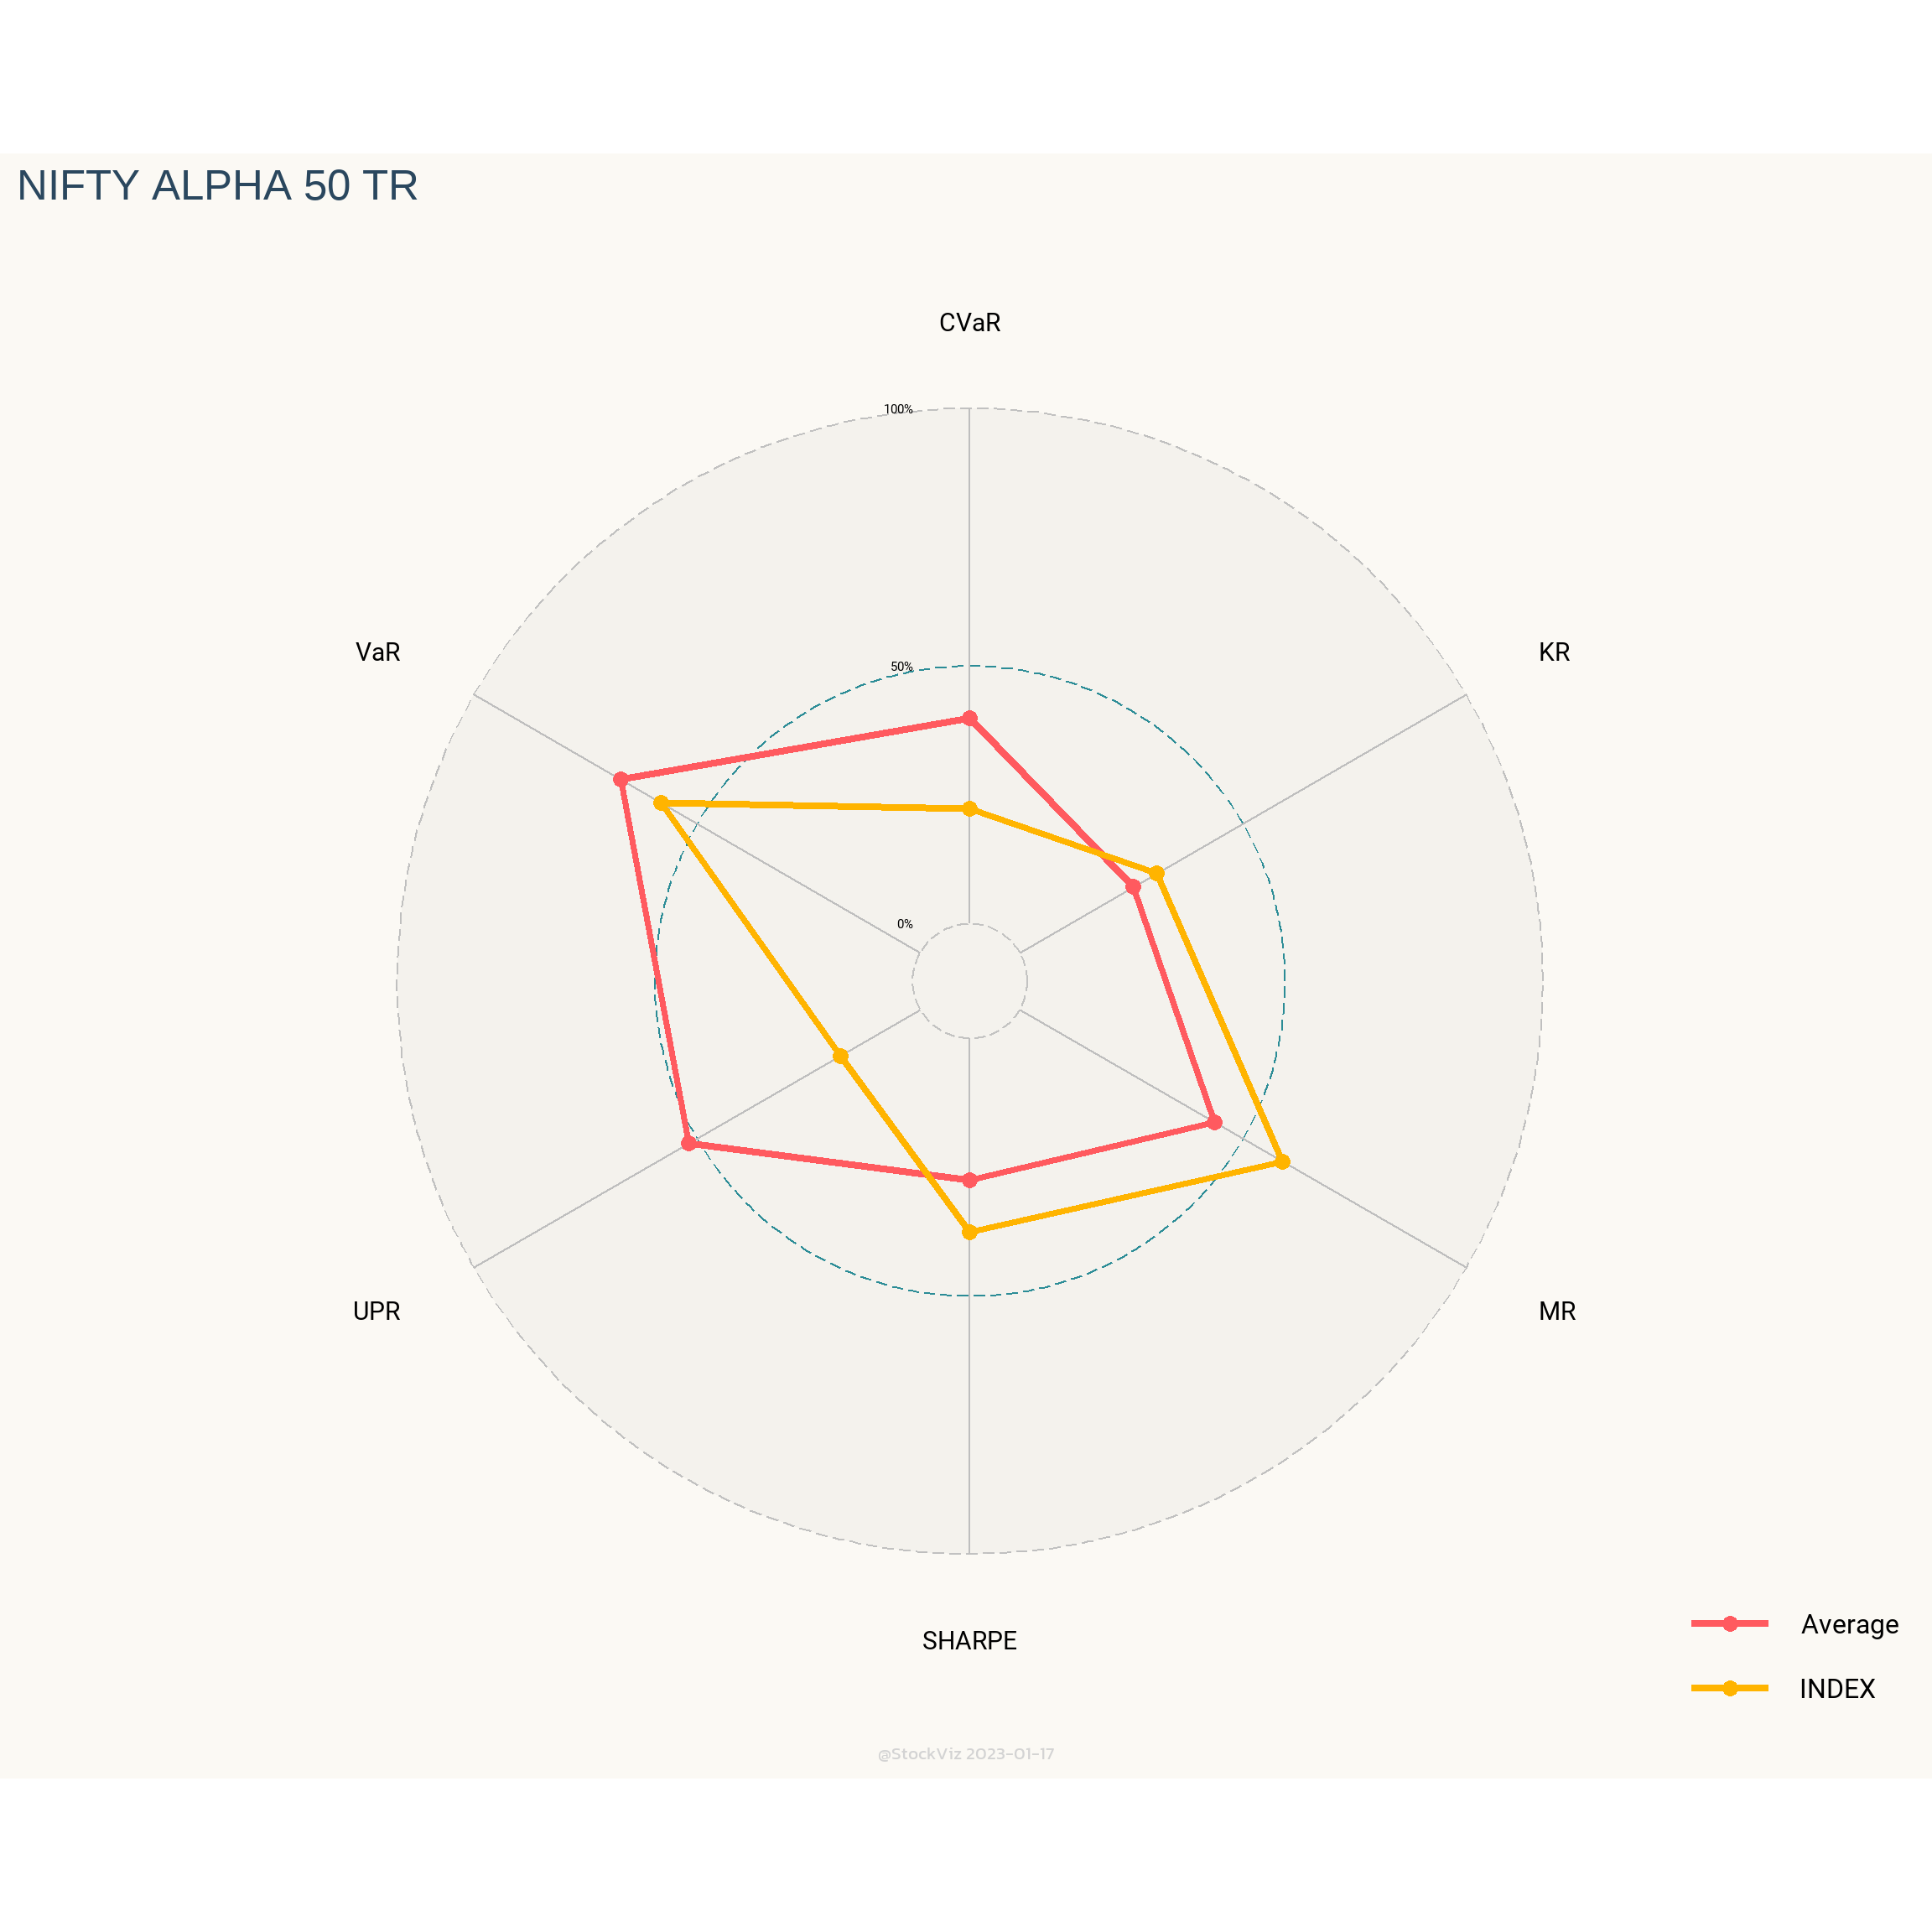 NIFTY ALPHA 50 TR
CVaR
100%
VaR
KR
50%
0%
UPR
MR
SHARPE
Average
INDEX
@StockViz 2023-01-17